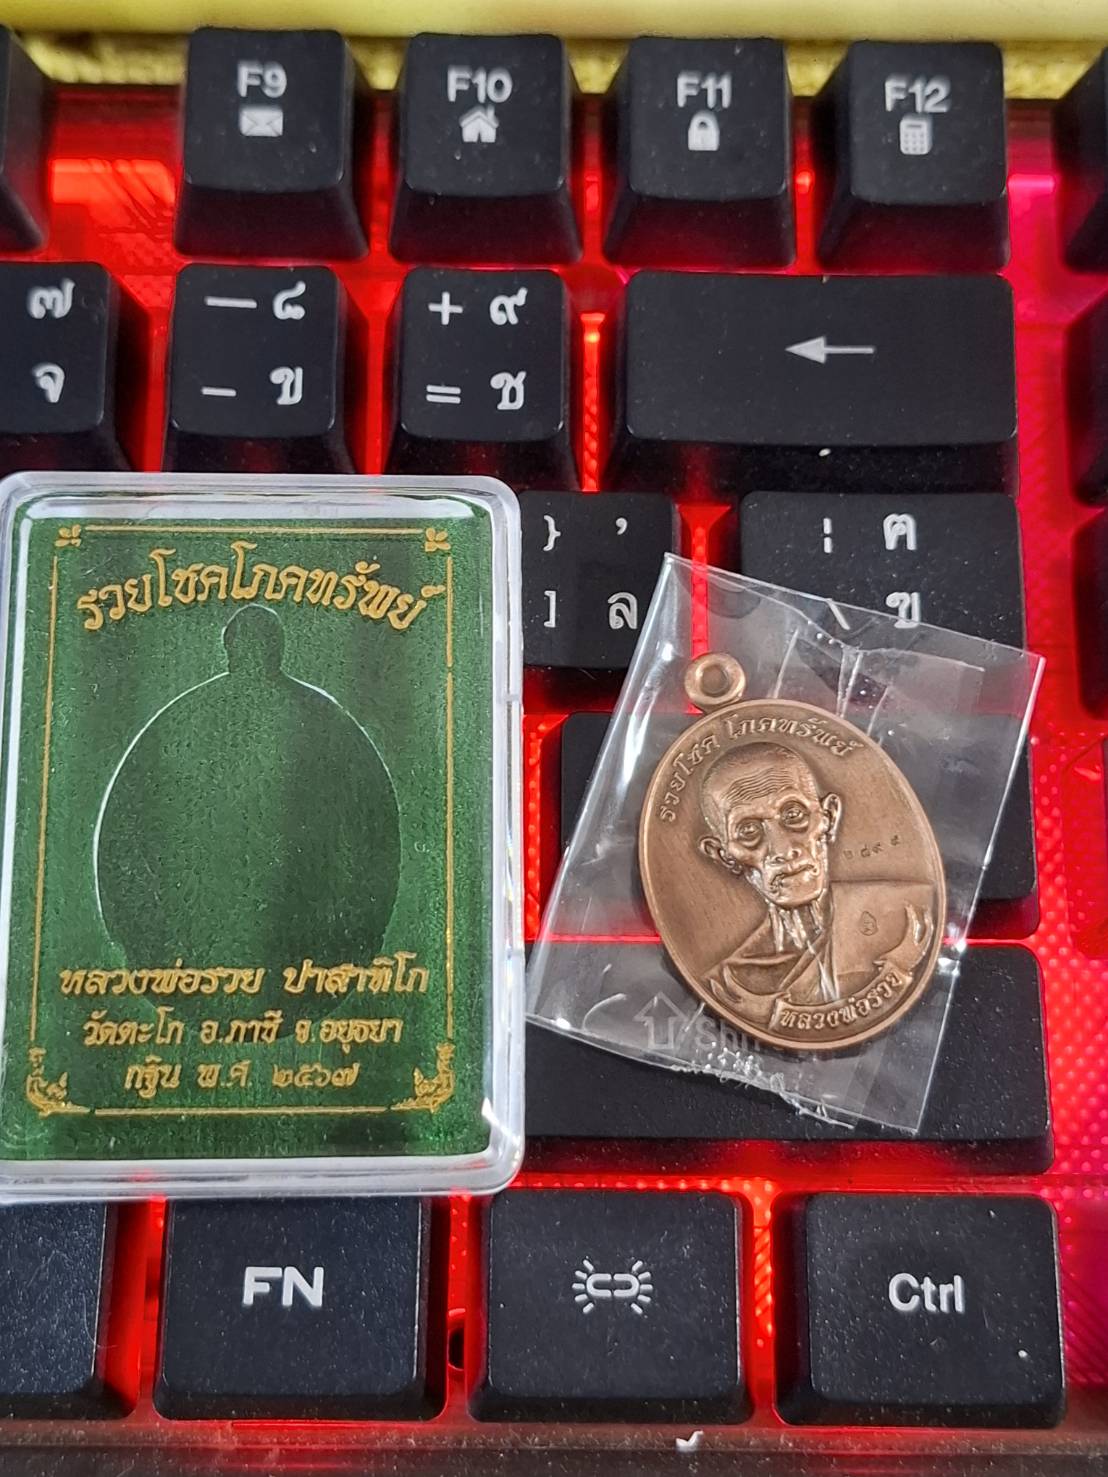 F9
F10
F11
F12
๗
จ
— ๘
- ข
+ ๙
= ช
} ,
] ล
ฅ
\ ฃ
รวยโชคโภคทรัพย์
หลวงพ่อรวย ปาสาทิโก
วัดตะโก อ.ภาชี จ.อยุธยา
กฐิน พ.ศ. ๒๕๖๗
รวยโชค โภคทรัพย์
หลวงพ่อรวย
Shift
FN
Ctrl